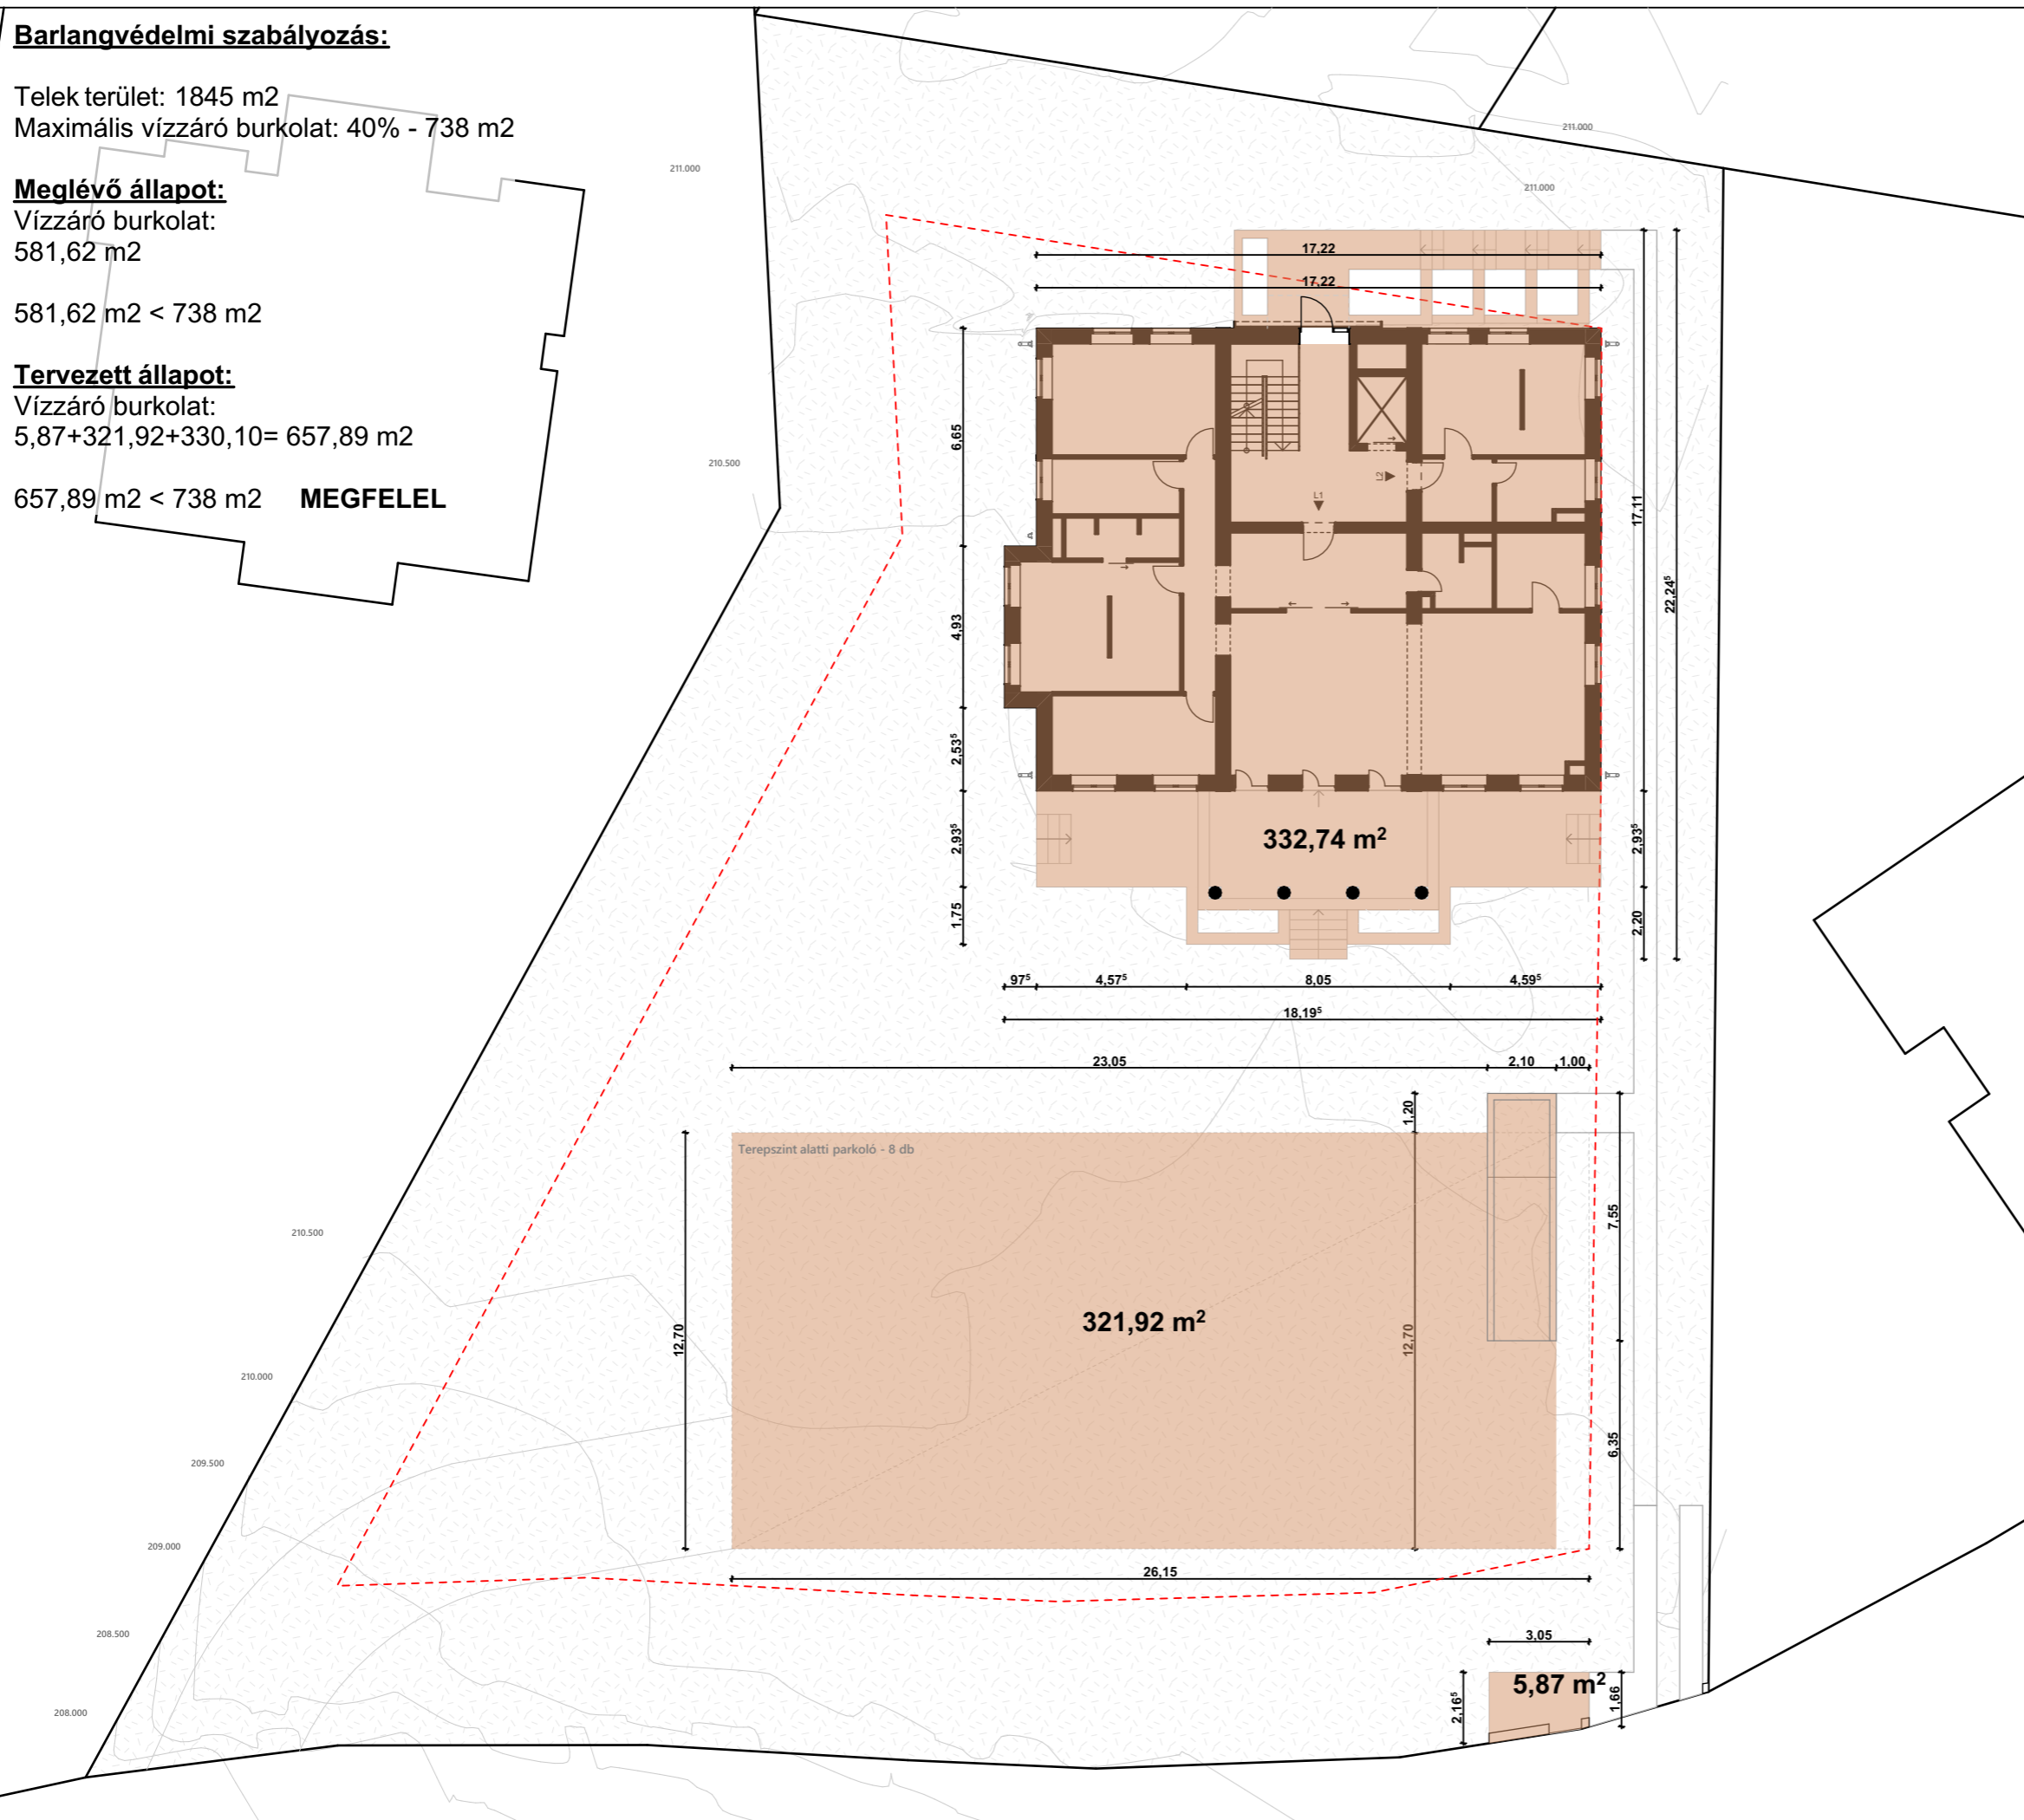 Barlangvédelmi szabályozás:
Telek terület: 1845 m2
Maximális vízzáró burkolat: 40% - 738 m2
Meglévő állapot:
Vízzáró burkolat:
581,62 m2
581,62 m2 < 738 m2
Tervezett állapot:
Vízzáró burkolat:
5,87+321,92+330,10= 657,89 m2
657,89 m2 < 738 m2 MEGFELEL
211.000
211.000
211.000
17,22
17,22
6,65
210.500
L2
L1
17,11
22,24⁵
4,93
2,53⁵
2,93⁵
332,74 m²
2,93⁵
1,75
2,20
97⁵
4,57⁵
8,05
4,59⁵
18,19⁵
23,05
2,10
1,00
1,20
Terepszint alatti parkoló - 8 db
7,55
210.500
321,92 m²
12,70
12,70
210.000
6,35
209.500
209.000
26,15
208.500
3,05
5,87 m²
2,16⁵
1,66
208.000